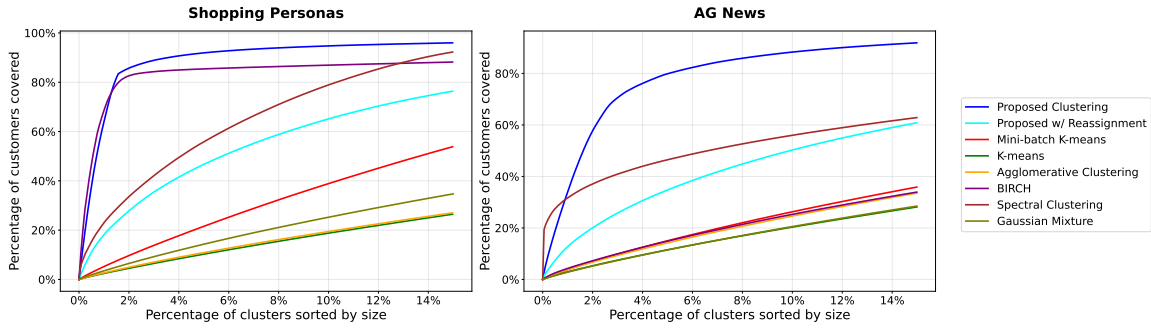 Shopping Personas
Percentage of customers covered
100%
80%
60%
40%
20%
0%
0% 2% 4% 6% 8% 10% 12% 14%
Percentage of clusters sorted by size
AG News
Percentage of customers covered
80%
60%
40%
20%
0%
0% 2% 4% 6% 8% 10% 12% 14%
Percentage of clusters sorted by size
Proposed Clustering
Proposed w/ Reassignment
Mini-batch K-means
K-means
Agglomerative Clustering
BIRCH
Spectral Clustering
Gaussian Mixture